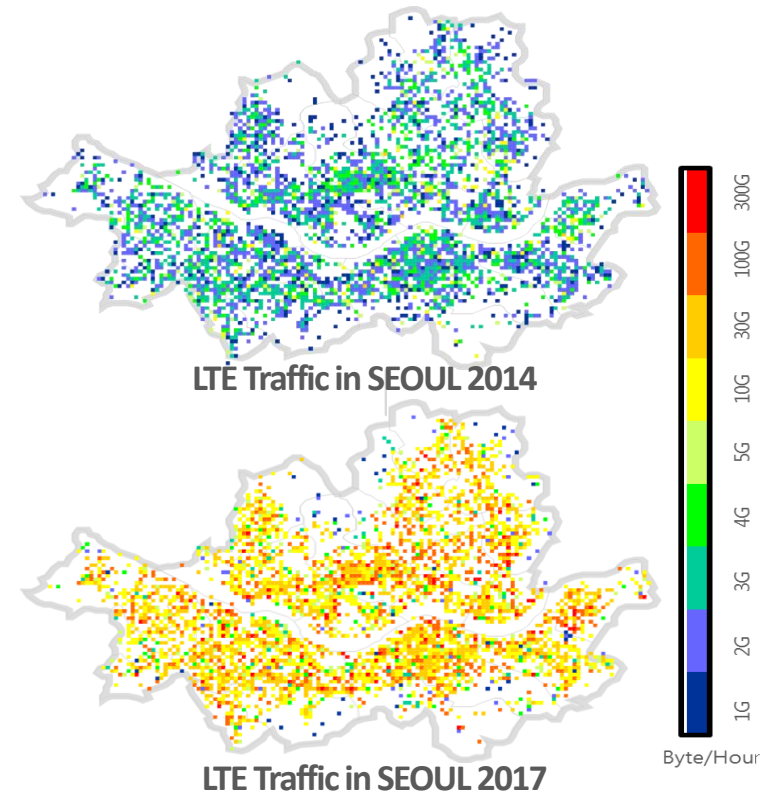 LTE Traffic in SEOUL 2014
300G
100G
30G
10G
5G
4G
3G
2G
1G
Byte/Hour
LTE Traffic in SEOUL 2017